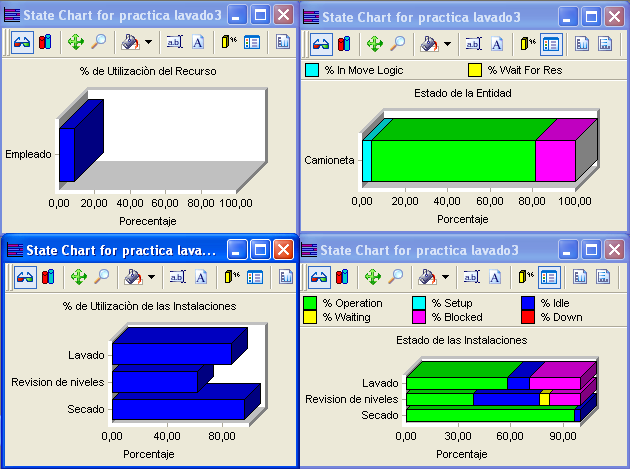 State Chart for practica lavado3
% de Utilizaciòn del Recurso
Empleado
0,00 20,00 40,00 60,00 80,00 100,00
Porecentaje
State Chart for practica lavado3
% In Move Logic % Wait For Res
Estado de la Entidad
Camioneta
0,00 20,00 40,00 60,00 80,00 100,00
Porcentaje
State Chart for practica lava...
% de Utilizaciòn de las Instalaciones
Lavado
Revision de niveles
Secado
0,00 40,00 80,00
Porcentaje
State Chart for practica lavado3
% Operation % Setup % Idle
% Waiting % Blocked % Down
Estado de las Instalaciones
Lavado
Revision de niveles
Secado
0,00 30,00 60,00 90,00
Porcentaje